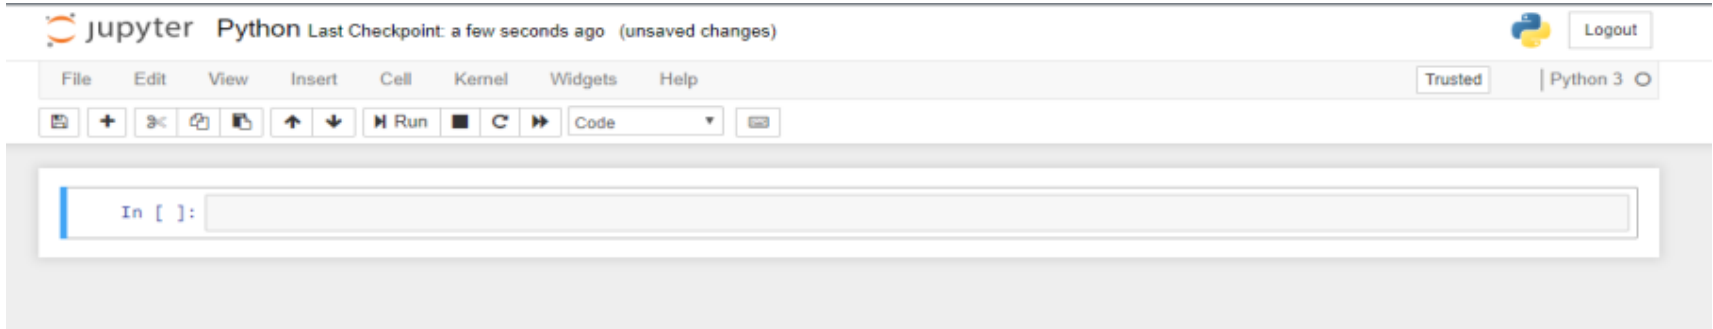 jupyter Python Last Checkpoint: a few seconds ago (unsaved changes) Logout
File Edit View Insert Cell Kernel Widgets Help Trusted Python 3
Run Code
In [ ]: